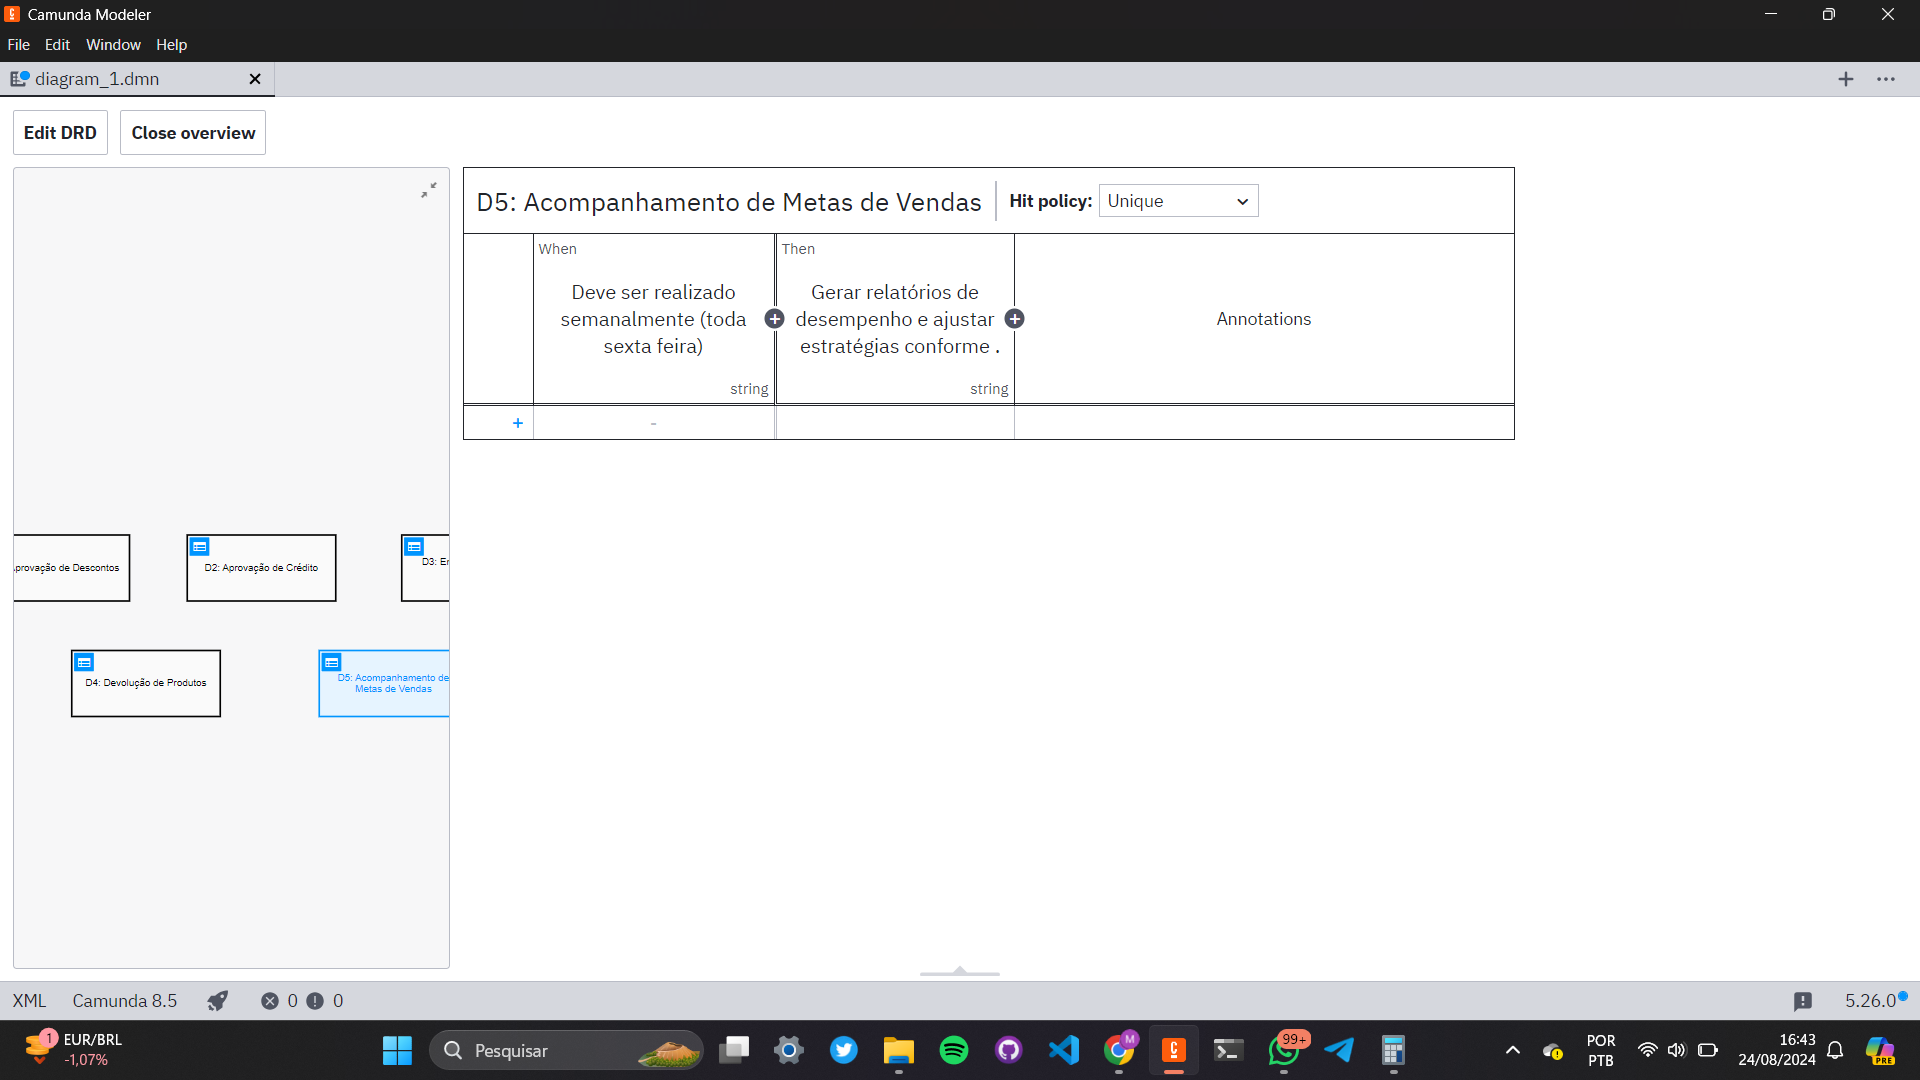 Camunda Modeler
File Edit Window Help
diagram_1.dmn
Edit DRD Close overview
D5: Acompanhamento de Metas de Vendas Hit policy: Unique
When
Deve ser realizado
semanalmente (toda
sexta feira)
string
Then
Gerar relatórios de
desempenho e ajustar
estratégias conforme .
string
Annotations
+ -
provação de Descontos
D2: Aprovação de Crédito
D3: Er
D4: Devolução de Produtos
D5: Acompanhamento de
Metas de Vendas
XML Camunda 8.5 0 0 5.26.0
1 EUR/BRL
-1,07%
Pesquisar
M
99+
POR
PTB
16:43
24/08/2024
PRE